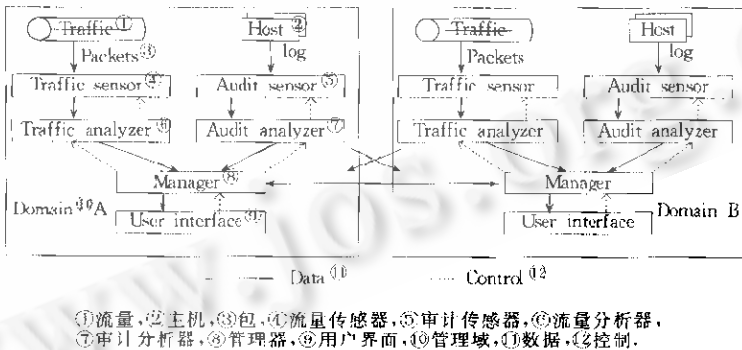 Traffic① Host② Traffic Host
Packets③ log Packets log
Traffic sensor④ Audit sensor⑤ Traffic sensor Audit sensor
Traffic analyzer⑥ Audit analyzer⑦ Traffic analyzer Audit analyzer
Manager⑧ Manager
Domain⑩A Domain B
User interface⑨ User interface
Data⑪ Control⑫
①流量,②主机,③包,④流量传感器,⑤审计传感器,⑥流量分析器,
⑦审计分析器,⑧管理器,⑨用户界面,⑩管理域,⑪数据,⑫控制.
www.jos.org